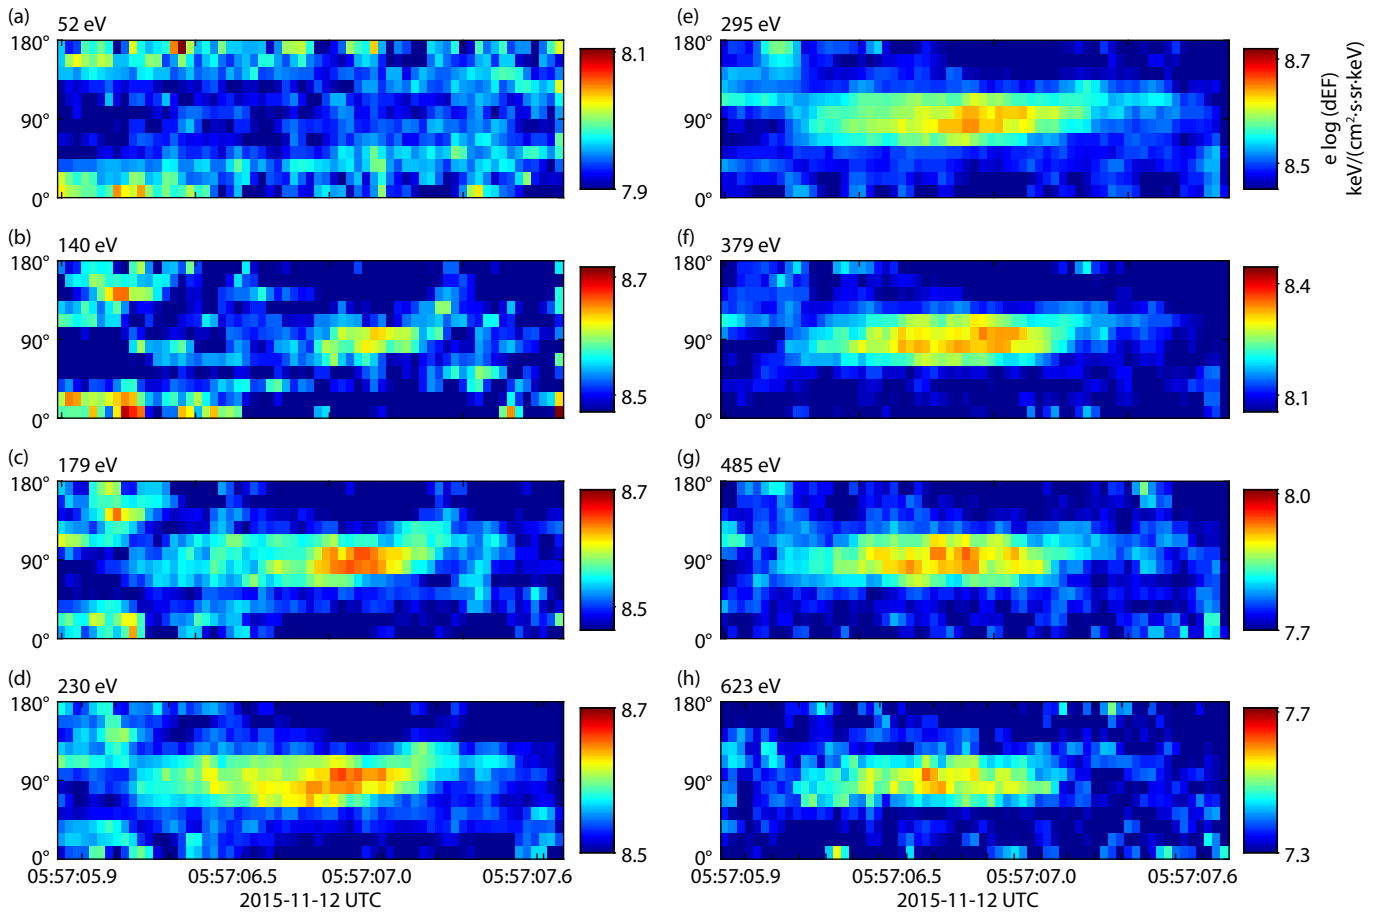 (a) 52 eV
180°
90°
0°
8.1
7.9
(b) 140 eV
180°
90°
0°
8.7
8.5
(c) 179 eV
180°
90°
0°
8.7
8.5
(d) 230 eV
180°
90°
0°
8.7
8.5
05:57:05.9 05:57:06.5 05:57:07.0 05:57:07.6
2015-11-12 UTC
(e) 295 eV
8.7
8.5
e log (dEF)
keV/(cm²·s·sr·keV)
(f) 379 eV
8.4
8.1
(g) 485 eV
8.0
7.7
(h) 623 eV
7.7
7.3
180°
90°
0°
180°
90°
0°
180°
90°
0°
180°
90°
0°
05:57:05.9 05:57:06.5 05:57:07.0 05:57:07.6
2015-11-12 UTC